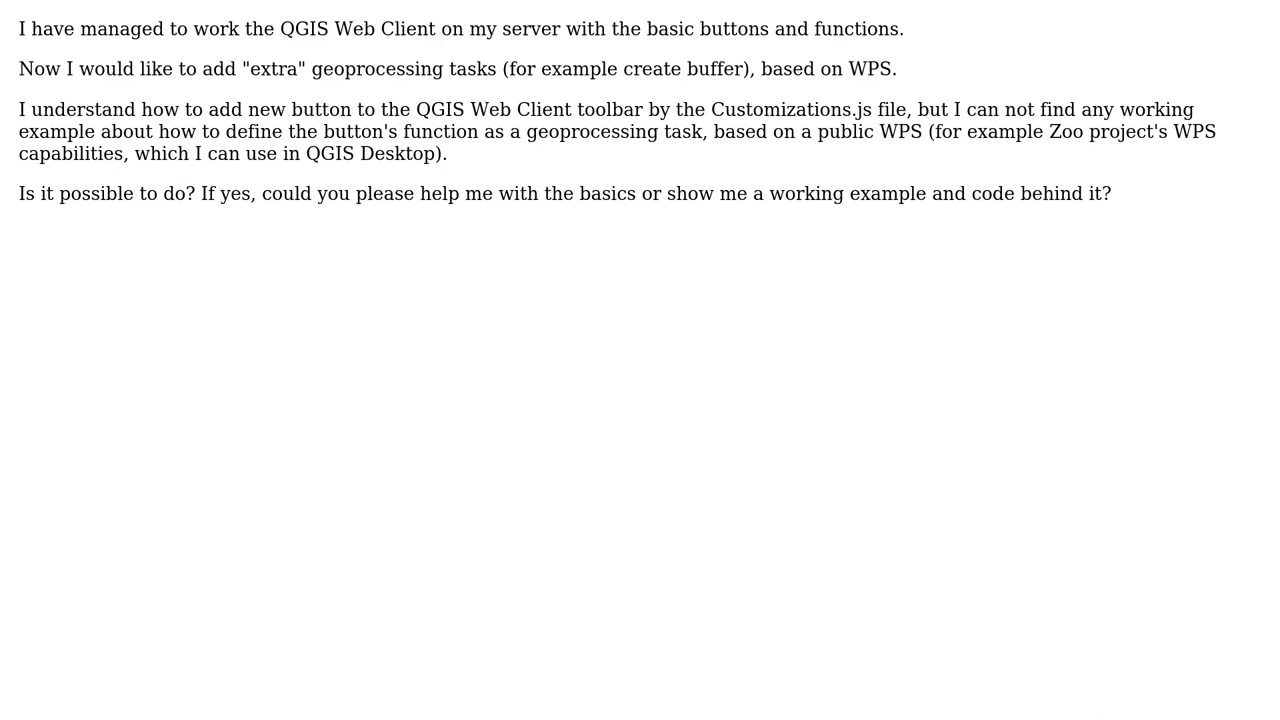 I have managed to work the QGIS Web Client on my server with the basic buttons and functions.
Now I would like to add "extra" geoprocessing tasks (for example create buffer), based on WPS.
I understand how to add new button to the QGIS Web Client toolbar by the Customizations.js file, but I can not find any working
example about how to define the button's function as a geoprocessing task, based on a public WPS (for example Zoo project's WPS
capabilities, which I can use in QGIS Desktop).
Is it possible to do? If yes, could you please help me with the basics or show me a working example and code behind it?